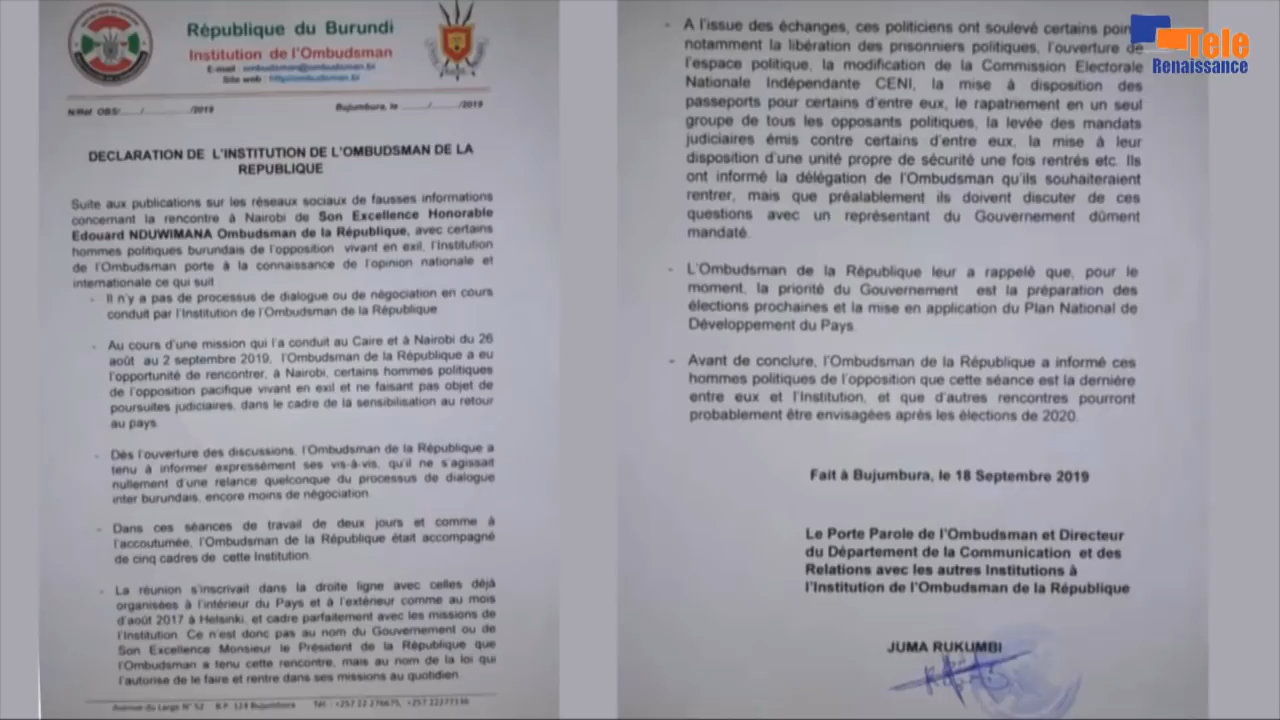 République du Burundi
Institution de l'Ombudsman
E-mail : ombudsman@ombudsman.bi
Site web : http//ombudsman.bi
N/Réf. OBS/....../............/2019
Bujumbura, le ....../....../2019
DECLARATION DE L'INSTITUTION DE L'OMBUDSMAN DE LA
REPUBLIQUE
Suite aux publications sur les réseaux sociaux de fausses informations
concernant la rencontre à Nairobi de Son Excellence Honorable
Edouard NDUWIMANA Ombudsman de la République, avec certains
hommes politiques burundais de l'opposition vivant en exil, l'Institution
de l'Ombudsman porte à la connaissance de l'opinion nationale et
internationale ce qui suit
- Il n'y a pas de processus de dialogue ou de négociation en cours
conduit par l'Institution de l'Ombudsman de la République
- Au cours d'une mission qui l'a conduit au Caire et à Nairobi du 26
août au 2 septembre 2019, l'Ombudsman de la République a eu
l'opportunité de rencontrer, à Nairobi, certains hommes politiques
de l'opposition pacifique vivant en exil et ne faisant pas objet de
poursuites judiciaires, dans le cadre de la sensibilisation au retour
au pays
- Dès l'ouverture des discussions, l'Ombudsman de la République a
tenu à informer expressément ses vis-à-vis, qu'il ne s'agissait
nullement d'une relance quelconque du processus de dialogue
inter burundais, encore moins de négociation.
- Dans ces séances de travail de deux jours et comme à
l'accoutumée, l'Ombudsman de la République était accompagné
de cinq cadres de cette Institution.
- La réunion s'inscrivait dans la droite ligne avec celles déjà
organisées à l'intérieur du Pays et à l'extérieur comme au mois
d'août 2017 à Helsinki, et cadre parfaitement avec les missions de
l'Institution. Ce n'est donc pas au nom du Gouvernement ou de
Son Excellence Monsieur le Président de la République que
l'Ombudsman a tenu cette rencontre, mais au nom de la loi qui
l'autorise de le faire et rentre dans ses missions au quotidien.
Avenue du Large N° 52 B.P. 129 Bujumbura Tél. : +257 22 276675, +257 22277130
- A l'issue des échanges, ces politiciens ont soulevé certains poin
notamment la libération des prisonniers politiques, l'ouverture de
l'espace politique, la modification de la Commission Electorale
Nationale Indépendante CENI, la mise à disposition des
passeports pour certains d'entre eux, le rapatriement en un seul
groupe de tous les opposants politiques, la levée des mandats
judiciaires émis contre certains d'entre eux, la mise à leur
disposition d'une unité propre de sécurité une fois rentrés etc. Ils
ont informé la délégation de l'Ombudsman qu'ils souhaiteraient
rentrer, mais que préalablement ils doivent discuter de ces
questions avec un représentant du Gouvernement dûment
mandaté.
- L'Ombudsman de la République leur a rappelé que, pour le
moment, la priorité du Gouvernement est la préparation des
élections prochaines et la mise en application du Plan National de
Développement du Pays
- Avant de conclure, l'Ombudsman de la République a informé ces
hommes politiques de l'opposition que cette séance est la dernière
entre eux et l'Institution, et que d'autres rencontres pourront
probablement être envisagées après les élections de 2020.
Fait à Bujumbura, le 18 Septembre 2019
Le Porte Parole de l'Ombudsman et Directeur
du Département de la Communication et des
Relations avec les autres Institutions à
l'Institution de l'Ombudsman de la République
JUMA RUKUMBI
Tele
Renaissance